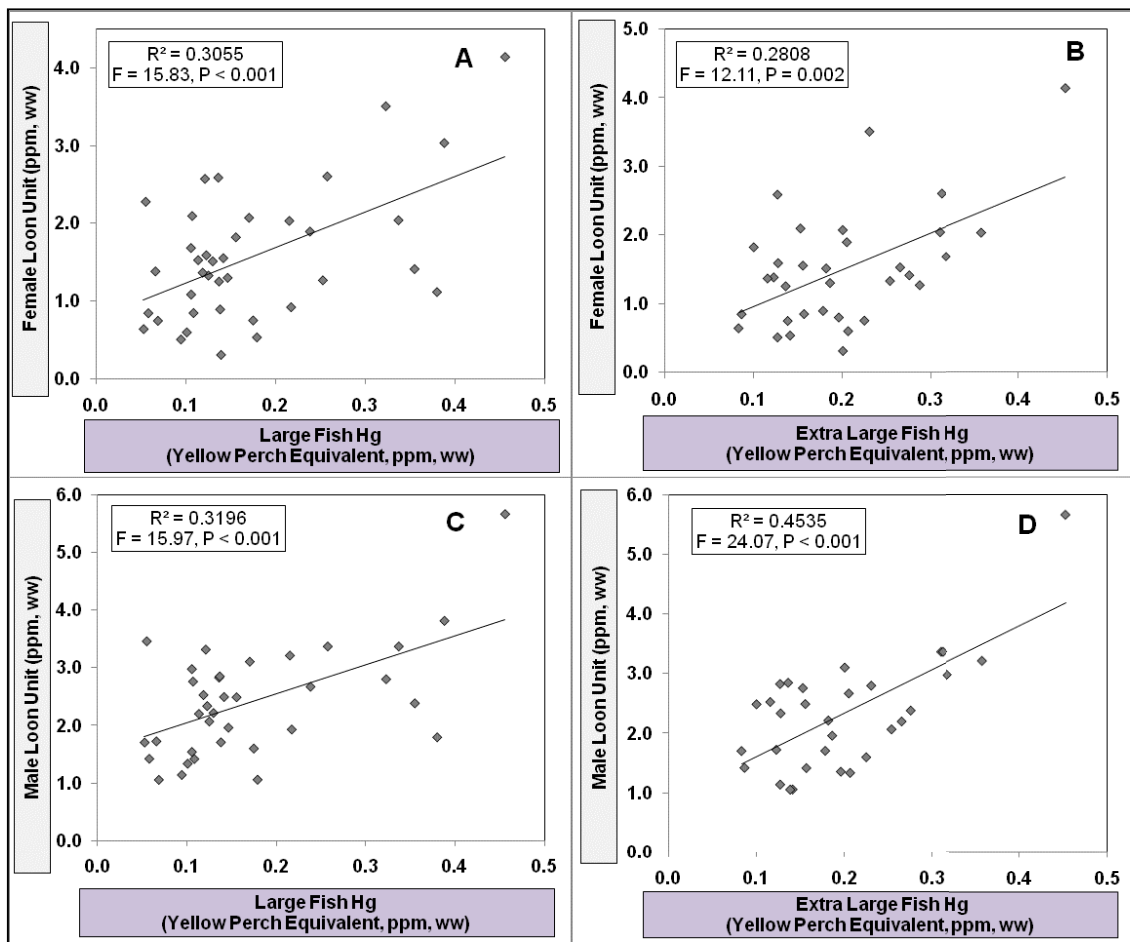 R² = 0.3055
F = 15.83, P < 0.001
A
Female Loon Unit (ppm, ww)
4.0
3.0
2.0
1.0
0.0
0.0 0.1 0.2 0.3 0.4 0.5
Large Fish Hg
(Yellow Perch Equivalent, ppm, ww)
R² = 0.2808
F = 12.11, P = 0.002
B
Female Loon Unit (ppm, ww)
5.0
4.0
3.0
2.0
1.0
0.0
0.0 0.1 0.2 0.3 0.4 0.5
Extra Large Fish Hg
(Yellow Perch Equivalent, ppm, ww)
R² = 0.3196
F = 15.97, P < 0.001
C
Male Loon Unit (ppm, ww)
6.0
5.0
4.0
3.0
2.0
1.0
0.0
0.0 0.1 0.2 0.3 0.4 0.5
Large Fish Hg
(Yellow Perch Equivalent, ppm, ww)
R² = 0.4535
F = 24.07, P < 0.001
D
Male Loon Unit (ppm, ww)
6.0
5.0
4.0
3.0
2.0
1.0
0.0
0.0 0.1 0.2 0.3 0.4 0.5
Extra Large Fish Hg
(Yellow Perch Equivalent, ppm, ww)